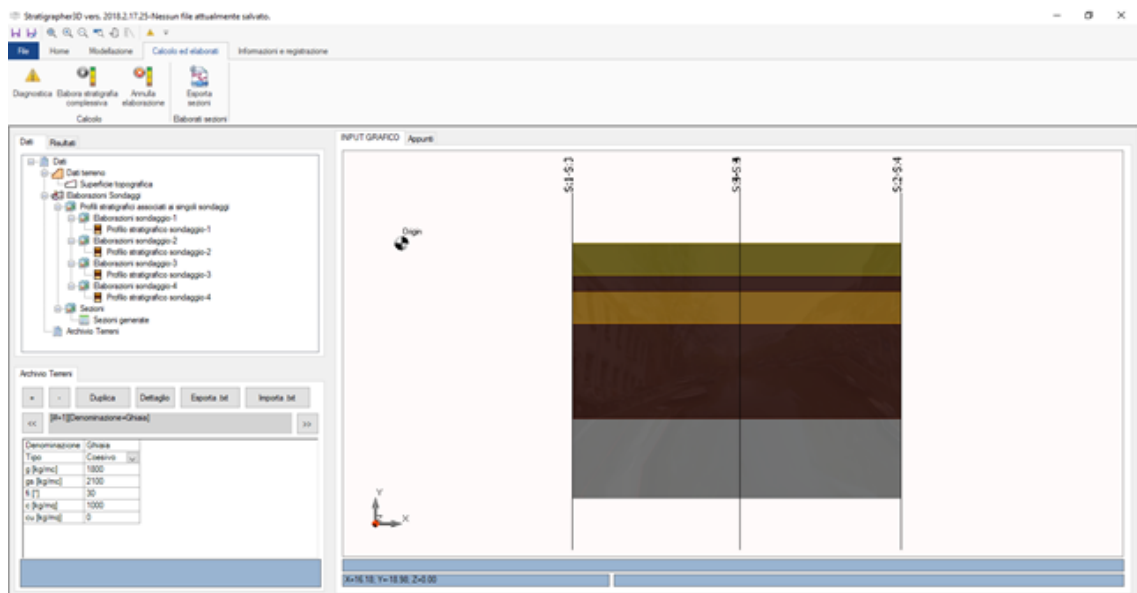 Stratigrapher3D vers. 2018.2.17.25-Nessun file attualmente salvato.
File Home Modellazione Calcolo ed elaborati Informazioni e registrazione
Diagnostica Elabora stratigrafia complessiva Annulla elaborazione Esporta sezioni
Calcolo Elaborati sezioni
Dati Risultati
INPUT GRAFICO Appunti
Dati
Dati terreno
Superficie topografica
Elaborazioni Sondaggi
Profili stratigrafici associati ai singoli sondaggi
Elaborazioni sondaggio-1
Profilo stratigrafico sondaggio-1
Elaborazioni sondaggio-2
Profilo stratigrafico sondaggio-2
Elaborazioni sondaggio-3
Profilo stratigrafico sondaggio-3
Elaborazioni sondaggio-4
Profilo stratigrafico sondaggio-4
Sezioni
Sezioni generate
Archivio Terreni
Archivio Terreni
+ - Duplica Dettaglio Esporta .txt Importa .txt
<< [#=1][Denominazione=Ghiaia] >>
Denominazione Ghiaia
Tipo Coesivo
g [kg/mc] 1800
gs [kg/mc] 2100
fi [°] 30
c [kg/mq] 1000
cu [kg/mq] 0
Origin
Y
Z
X
X=16.18; Y=-18.98; Z=0.00